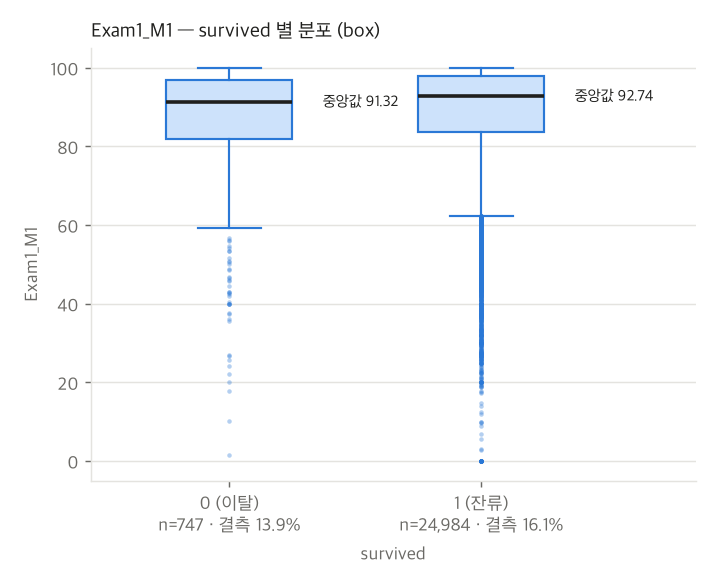 Exam1_M1 — survived 별 분포 (box)
100
80
60
40
20
0
Exam1_M1
중앙값 91.32
중앙값 92.74
0 (이탈)
n=747 · 결측 13.9%
1 (잔류)
n=24,984 · 결측 16.1%
survived